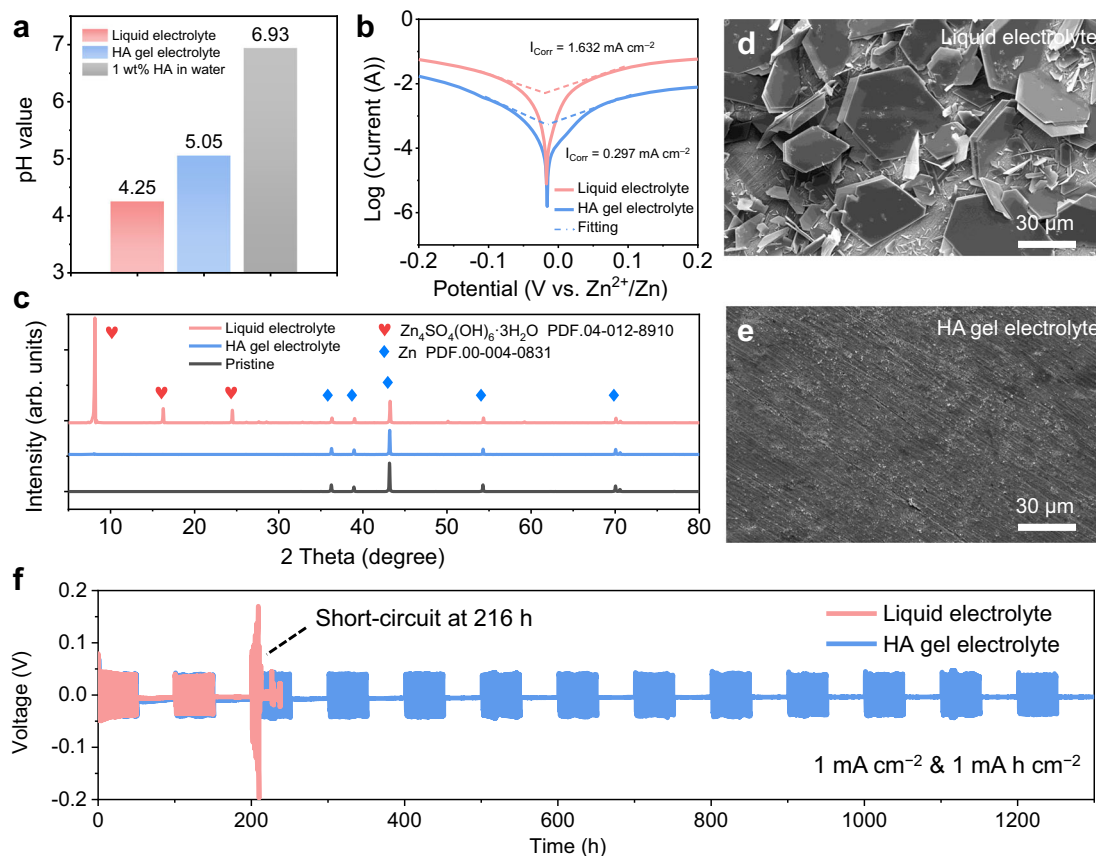 a
pH value
7
6
5
4
3
Liquid electrolyte
HA gel electrolyte
1 wt% HA in water
4.25
5.05
6.93
b
Log (Current (A))
0
-2
-4
-6
I_Corr = 1.632 mA cm⁻²
I_Corr = 0.297 mA cm⁻²
Liquid electrolyte
HA gel electrolyte
Fitting
-0.2
-0.1
0.0
0.1
0.2
Potential (V vs. Zn²⁺/Zn)
c
Intensity (arb. units)
Liquid electrolyte
HA gel electrolyte
Pristine
Zn₄SO₄(OH)₆·3H₂O PDF.04-012-8910
Zn PDF.00-004-0831
10
20
30
40
50
60
70
80
2 Theta (degree)
d
Liquid electrolyte
30 μm
e
HA gel electrolyte
30 μm
f
Voltage (V)
0.2
0.1
0.0
-0.1
-0.2
Short-circuit at 216 h
Liquid electrolyte
HA gel electrolyte
1 mA cm⁻² & 1 mA h cm⁻²
0
200
400
600
800
1000
1200
Time (h)